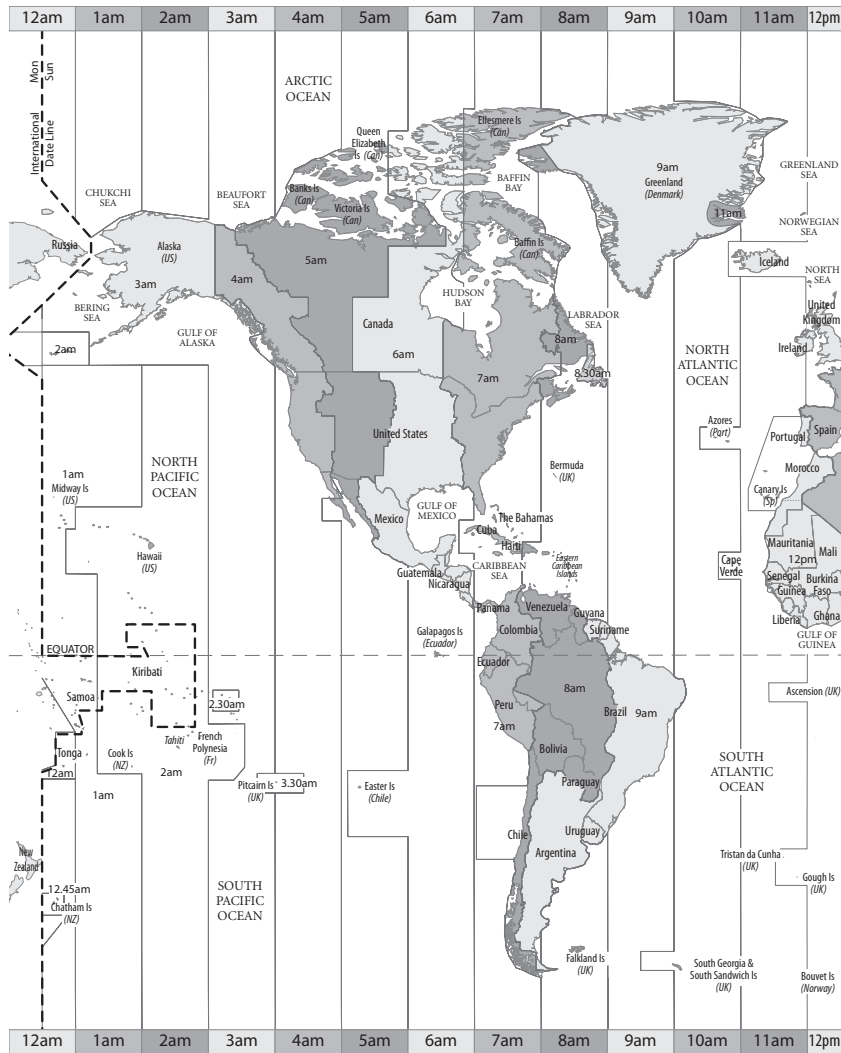 12am 1am 2am 3am 4am 5am 6am 7am 8am 9am 10am 11am 12pm
Mon
Sun
International
Date Line
ARCTIC
OCEAN
Queen
Elizabeth
Is (Can)
Ellesmere Is
(Can)
BAFFIN
BAY
9am
Greenland
(Denmark)
GREENLAND
SEA
CHUKCHI
SEA
BEAUFORT
SEA
Banks Is
(Can)
Victoria Is
(Can)
11am
NORWEGIAN
SEA
Russia
Alaska
(US)
3am
4am
5am
Baffin Is
(Can)
Iceland
NORTH
SEA
BERING
SEA
GULF OF
ALASKA
HUDSON
BAY
LABRADOR
SEA
United
Kingdom
Ireland
2am
Canada
6am
7am
8am
8.30am
NORTH
ATLANTIC
OCEAN
United States
Azores
(Port)
Portugal
Spain
1am
Midway Is
(US)
NORTH
PACIFIC
OCEAN
Bermuda
(UK)
Morocco
Canary Is
(Sp)
Mexico
GULF OF
MEXICO
The Bahamas
Cuba
Haiti
Hawaii
(US)
CARIBBEAN
SEA
Eastern
Caribbean
Islands
Cape
Verde
Mauritania
12pm
Mali
Guatemala
Nicaragua
Senegal
Guinea
Burkina
Faso
Liberia
Ghana
GULF OF
GUINEA
Panama
Venezuela
Guyana
Suriname
Colombia
Galapagos Is
(Ecuador)
EQUATOR
Ecuador
Kiribati
Samoa
2.30am
Peru
7am
8am
Brazil
9am
Ascension (UK)
Tonga
12am
Cook Is
(NZ)
1am
Tahiti
2am
French
Polynesia
(Fr)
Pitcairn Is
(UK)
3.30am
Easter Is
(Chile)
Bolivia
Paraguay
SOUTH
ATLANTIC
OCEAN
Chile
Uruguay
Argentina
New
Zealand
Tristan da Cunha
(UK)
Gough Is
(UK)
12.45am
Chatham Is
(NZ)
SOUTH
PACIFIC
OCEAN
Falkland Is
(UK)
South Georgia &
South Sandwich Is
(UK)
Bouvet Is
(Norway)
12am 1am 2am 3am 4am 5am 6am 7am 8am 9am 10am 11am 12pm